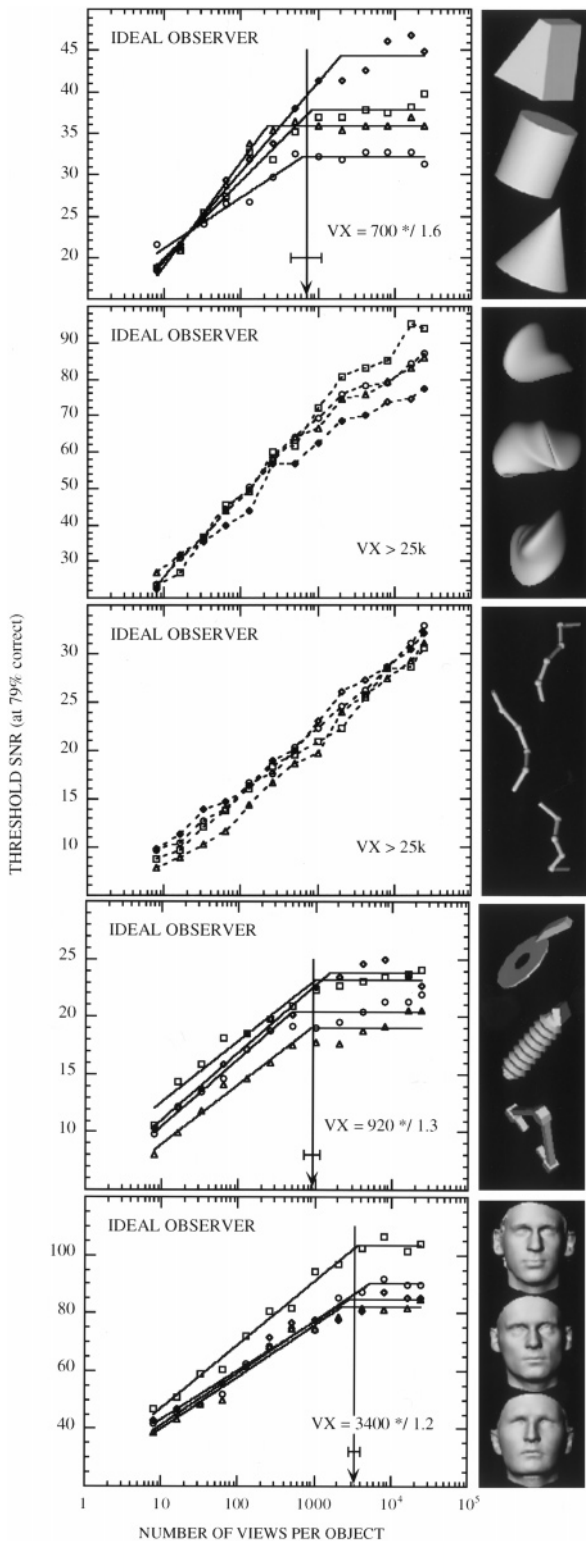 IDEAL OBSERVER
45
40
35
30
25
20
VX = 700 */ 1.6
IDEAL OBSERVER
90
80
70
60
50
40
30
VX > 25k
THRESHOLD SNR (at 79% correct)
IDEAL OBSERVER
30
25
20
15
10
VX > 25k
IDEAL OBSERVER
25
20
15
10
VX = 920 */ 1.3
IDEAL OBSERVER
100
80
60
40
VX = 3400 */ 1.2
1 10 100 1000 10⁴ 10⁵
NUMBER OF VIEWS PER OBJECT